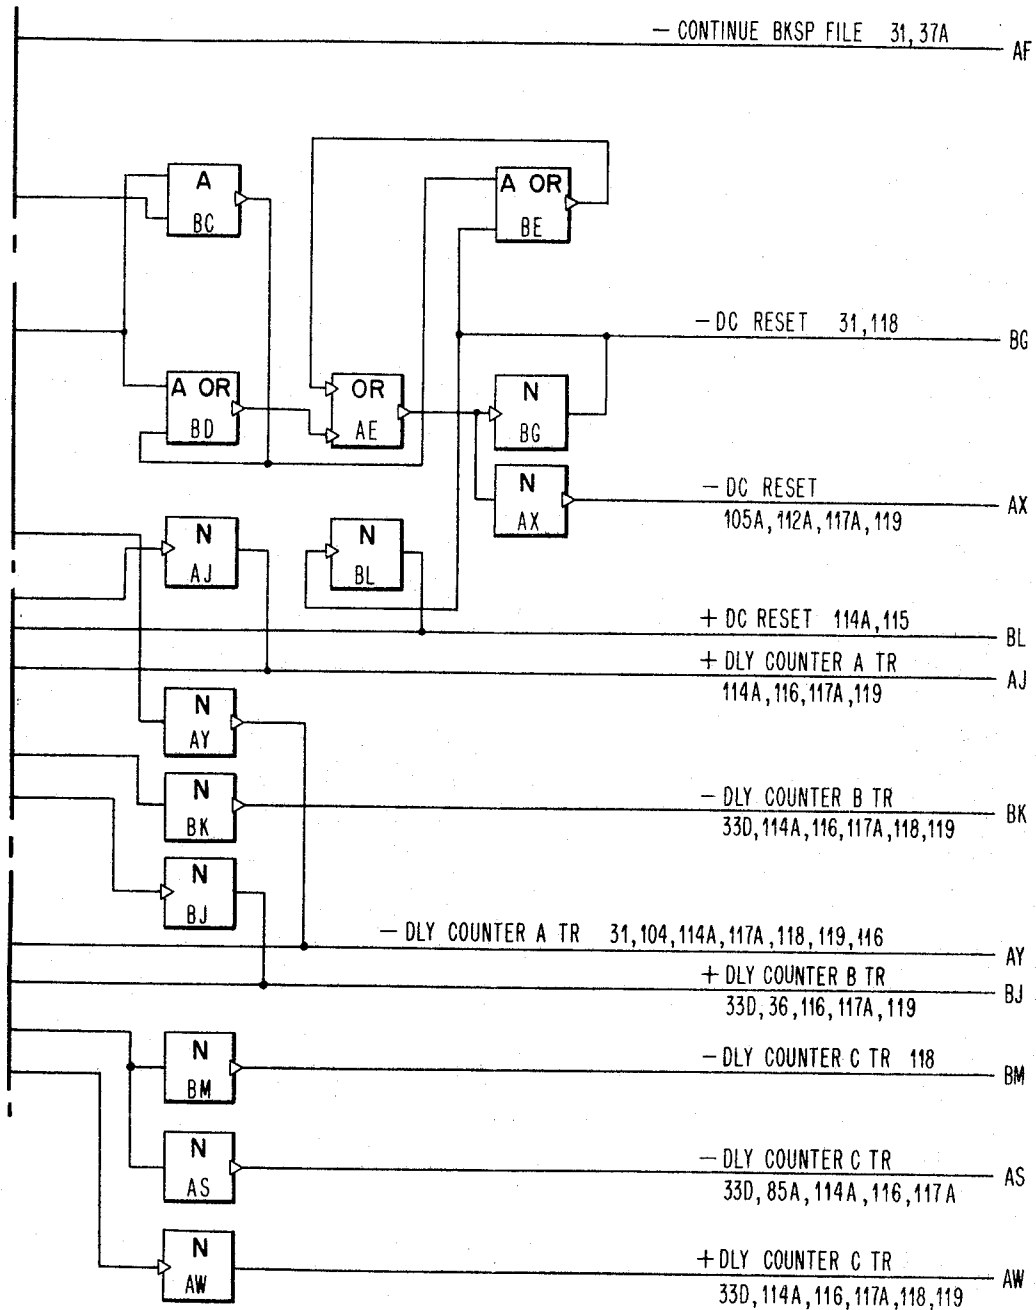 — CONTINUE BKSP FILE 31,37A
AF
A
BC
A OR
BE
— DC RESET 31,118
BG
A OR
BD
OR
AE
N
BG
N
AX
— DC RESET
105A,112A,117A,119
AX
N
AJ
N
BL
+ DC RESET 114A,115
BL
+ DLY COUNTER A TR
114A,116,117A,119
AJ
N
AY
N
BK
— DLY COUNTER B TR
33D,114A,116,117A,118,119
BK
N
BJ
— DLY COUNTER A TR 31,104,114A,117A,118,119,116
AY
+ DLY COUNTER B TR
33D,36,116,117A,119
BJ
N
BM
— DLY COUNTER C TR 118
BM
N
AS
— DLY COUNTER C TR
33D,85A,114A,116,117A
AS
N
AW
+ DLY COUNTER C TR
33D,114A,116,117A,118,119
AW